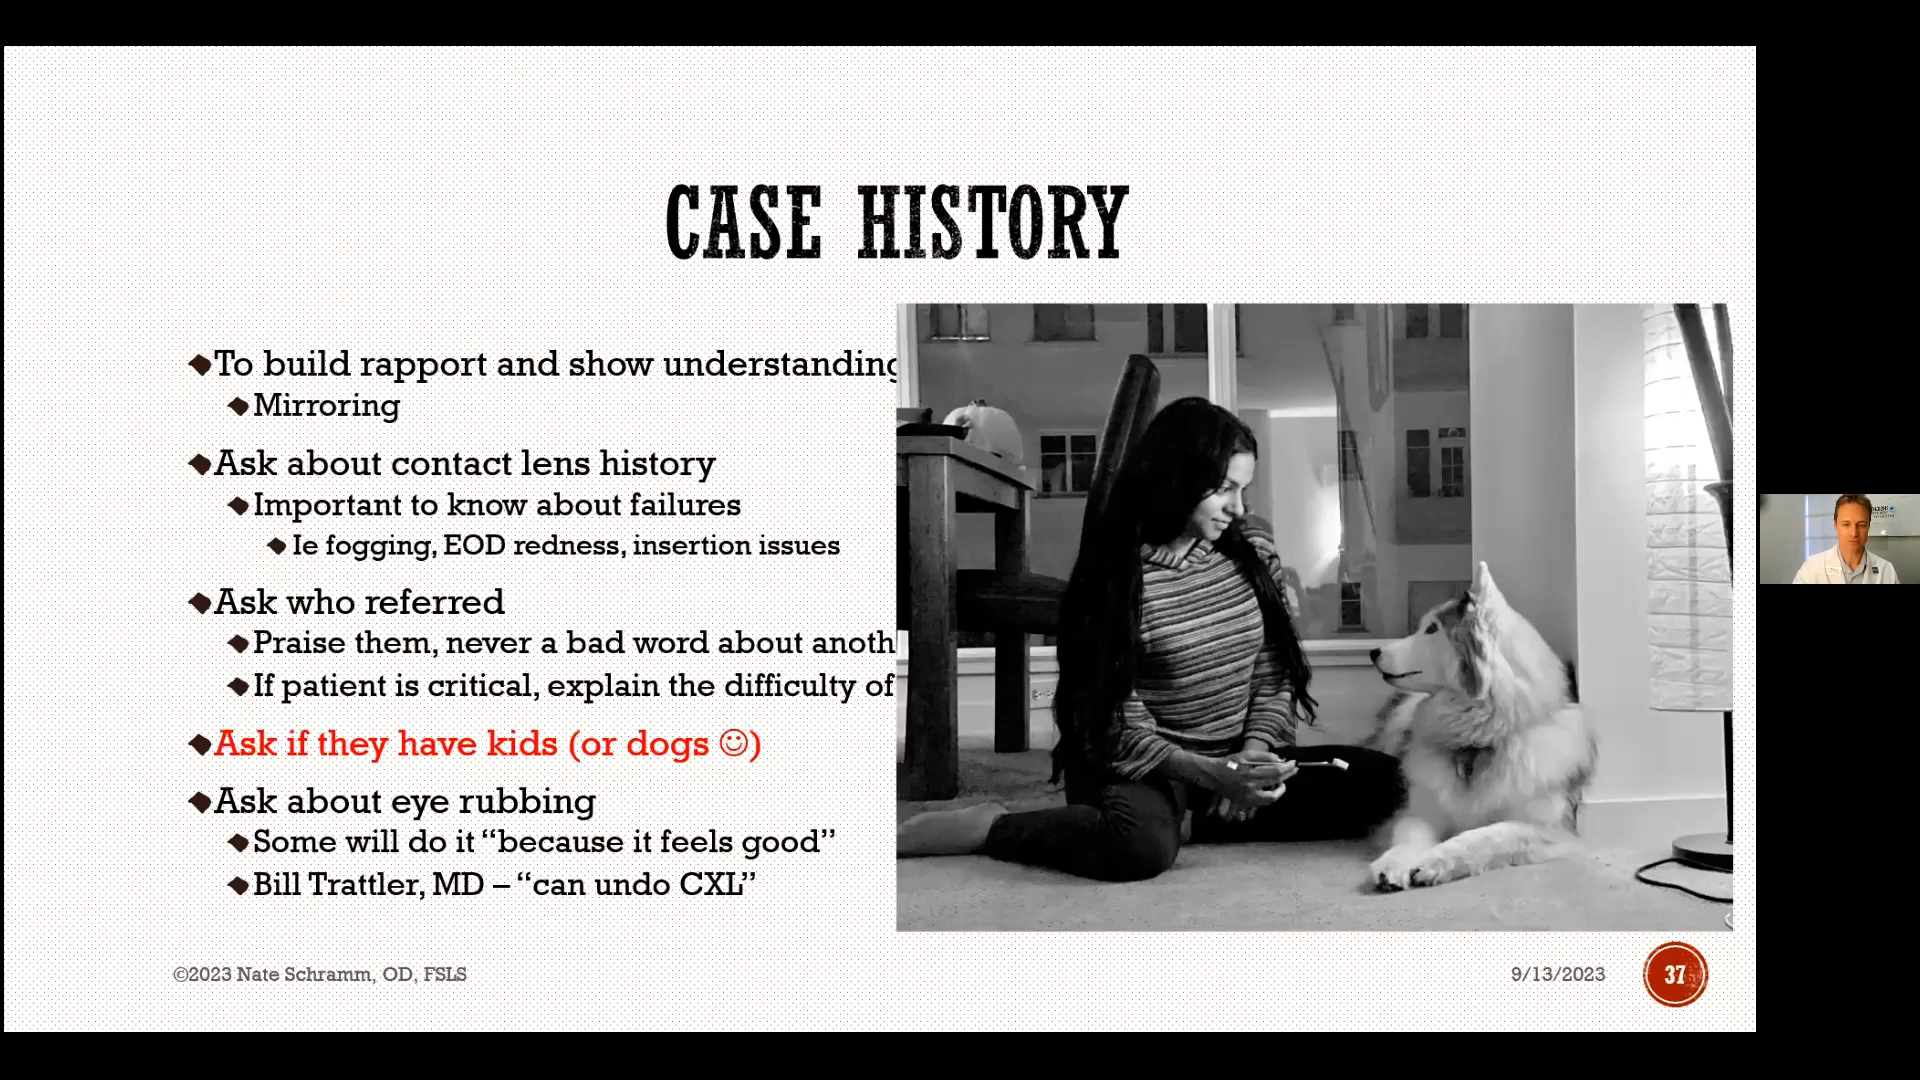 CASE HISTORY
To build rapport and show understanding
Mirroring
Ask about contact lens history
Important to know about failures
Ie fogging, EOD redness, insertion issues
Ask who referred
Praise them, never a bad word about anoth
If patient is critical, explain the difficulty of
Ask if they have kids (or dogs ☺)
Ask about eye rubbing
Some will do it “because it feels good”
Bill Trattler, MD – “can undo CXL”
©2023 Nate Schramm, OD, FSLS
9/13/2023
37